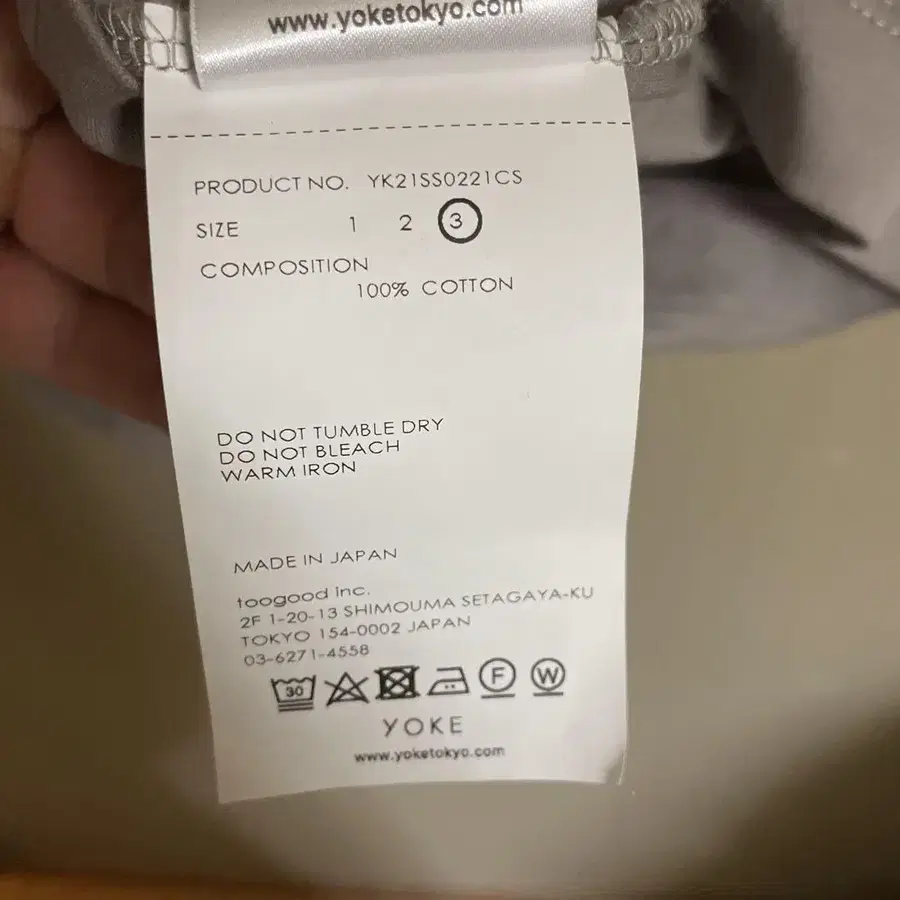 www.yoketokyo.com
PRODUCT NO. YK21SS0221CS
SIZE 1 2 3
COMPOSITION
100% COTTON
DO NOT TUMBLE DRY
DO NOT BLEACH
WARM IRON
MADE IN JAPAN
toogood inc.
2F 1-20-13 SHIMOUMA SETAGAYA-KU
TOKYO 154-0002 JAPAN
03-6271-4558
30 F W
YOKE
www.yoketokyo.com